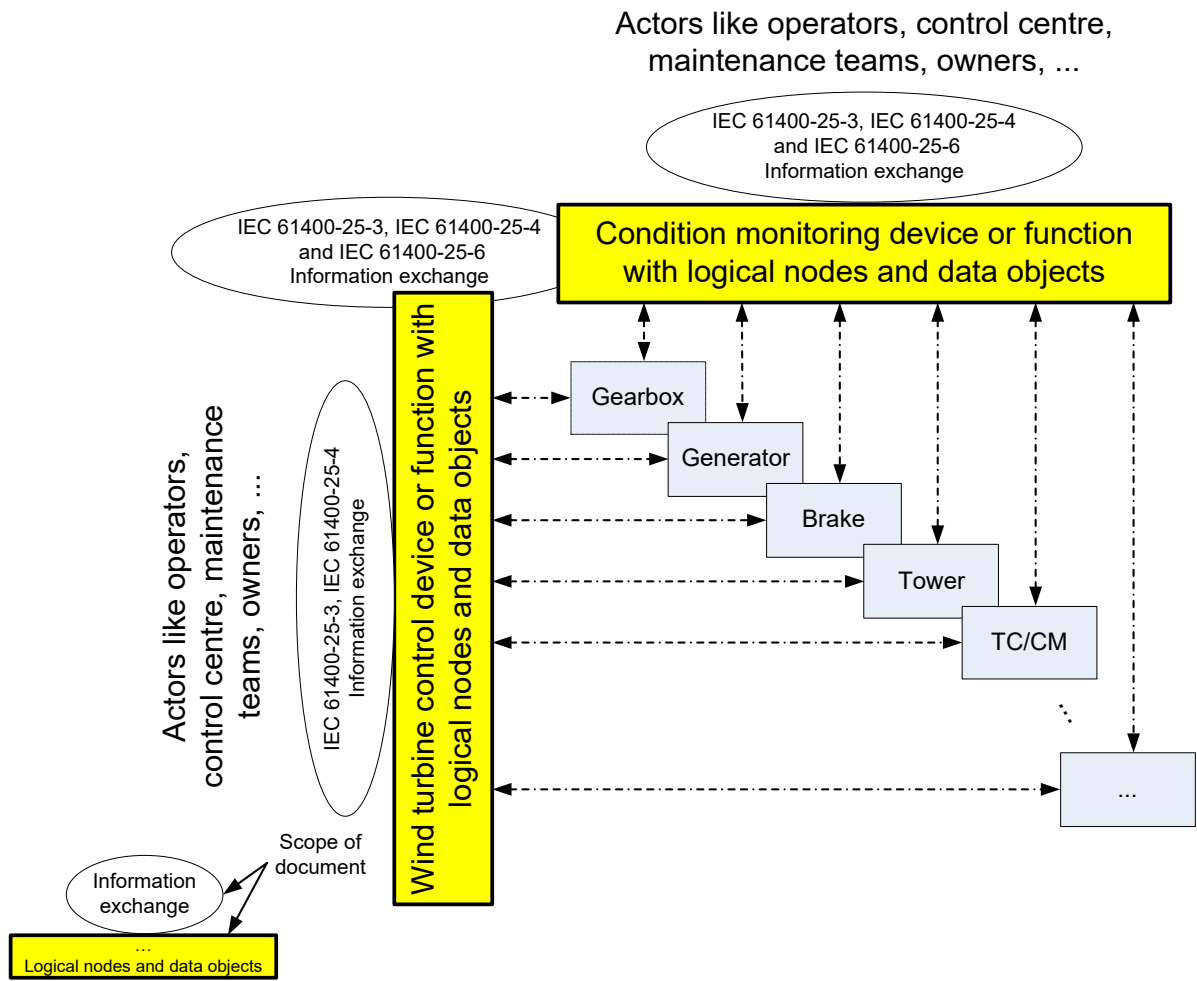 Actors like operators, control centre,
maintenance teams, owners, ...
IEC 61400-25-3, IEC 61400-25-4
and IEC 61400-25-6
Information exchange
IEC 61400-25-3, IEC 61400-25-4
and IEC 61400-25-6
Information exchange
Condition monitoring device or function
with logical nodes and data objects
Actors like operators,
control centre, maintenance
teams, owners, ...
IEC 61400-25-3, IEC 61400-25-4
Information exchange
Wind turbine control device or function with
logical nodes and data objects
Gearbox
Generator
Brake
Tower
TC/CM
...
...
Scope of
document
Information
exchange
...
Logical nodes and data objects